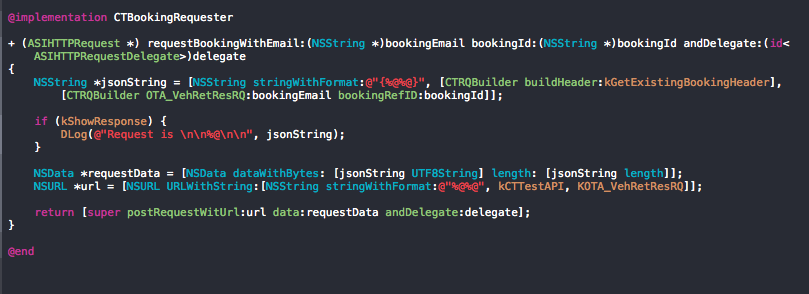 @implementation CTBookingRequester
+ (ASIHTTPRequest *) requestBookingWithEmail:(NSString *)bookingEmail bookingId:(NSString *)bookingId andDelegate:(id<
ASIHTTPRequestDelegate>)delegate
{
NSString *jsonString = [NSString stringWithFormat:@"{%@%@}", [CTRQBuilder buildHeader:kGetExistingBookingHeader],
[CTRQBuilder OTA_VehRetResRQ:bookingEmail bookingRefID:bookingId]];
if (kShowResponse) {
DLog(@"Request is \n\n%@\n\n", jsonString);
}
NSData *requestData = [NSData dataWithBytes: [jsonString UTF8String] length: [jsonString length]];
NSURL *url = [NSURL URLWithString:[NSString stringWithFormat:@"%@%@", kCTTestAPI, KOTA_VehRetResRQ]];
return [super postRequestWitUrl:url data:requestData andDelegate:delegate];
}
@end